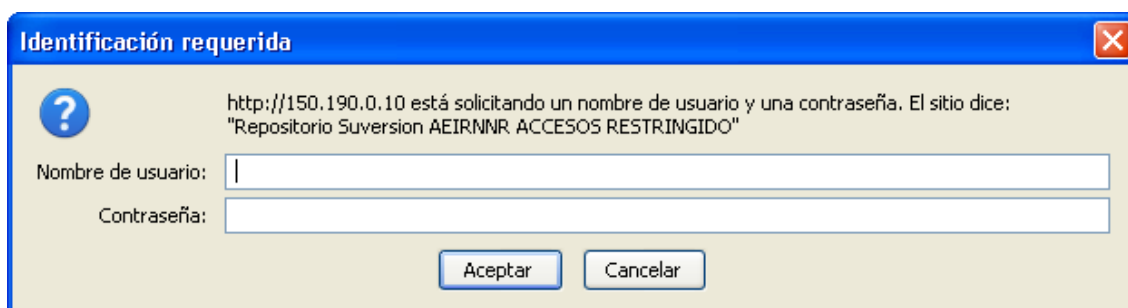 Identificación requerida
http://150.190.0.10 está solicitando un nombre de usuario y una contraseña. El sitio dice:
"Repositorio Suversion AEIRNNR ACCESOS RESTRINGIDO"
Nombre de usuario:
Contraseña:
Aceptar Cancelar